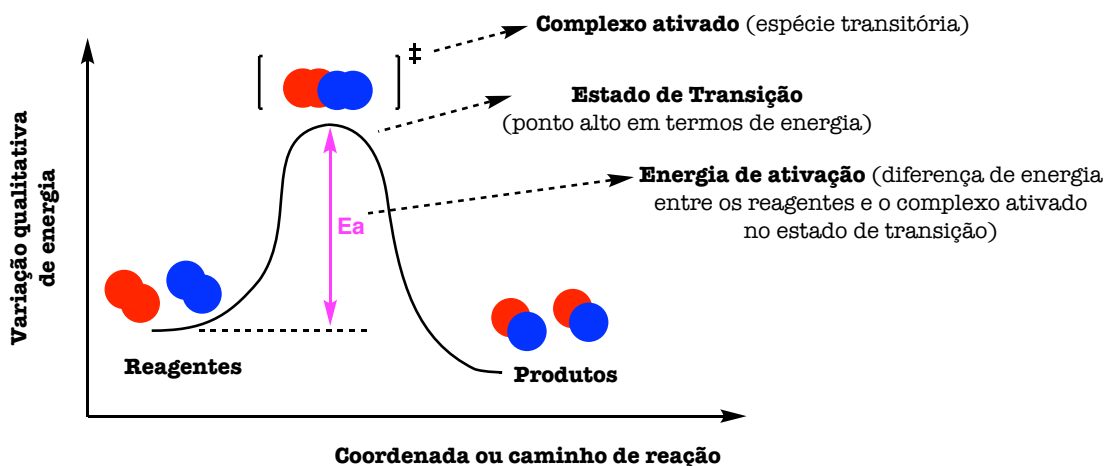 Complexo ativado (espécie transitória)
‡
Estado de Transição
(ponto alto em termos de energia)
Energia de ativação (diferença de energia
entre os reagentes e o complexo ativado
no estado de transição)
Variação qualitativa
de energia
Ea
Reagentes
Produtos
Coordenada ou caminho de reação